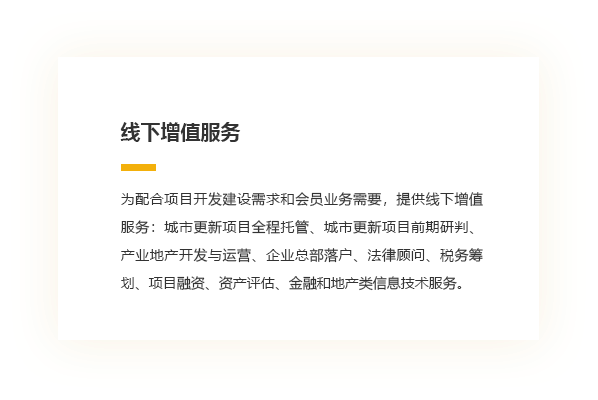 线下增值服务
为配合项目开发建设需求和会员业务需要，提供线下增值
服务：城市更新项目全程托管、城市更新项目前期研判、
产业地产开发与运营、企业总部落户、法律顾问、税务筹
划、项目融资、资产评估、金融和地产类信息技术服务。